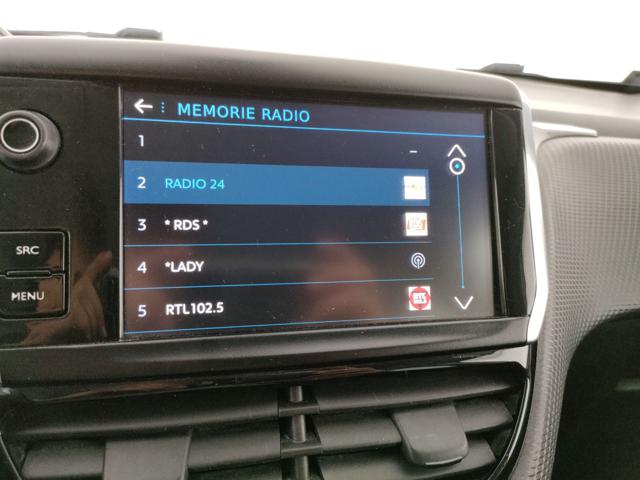 MEMORIE RADIO
1 –
2 RADIO 24
3 * RDS *
4 *LADY
5 RTL102.5
SRC
MENU